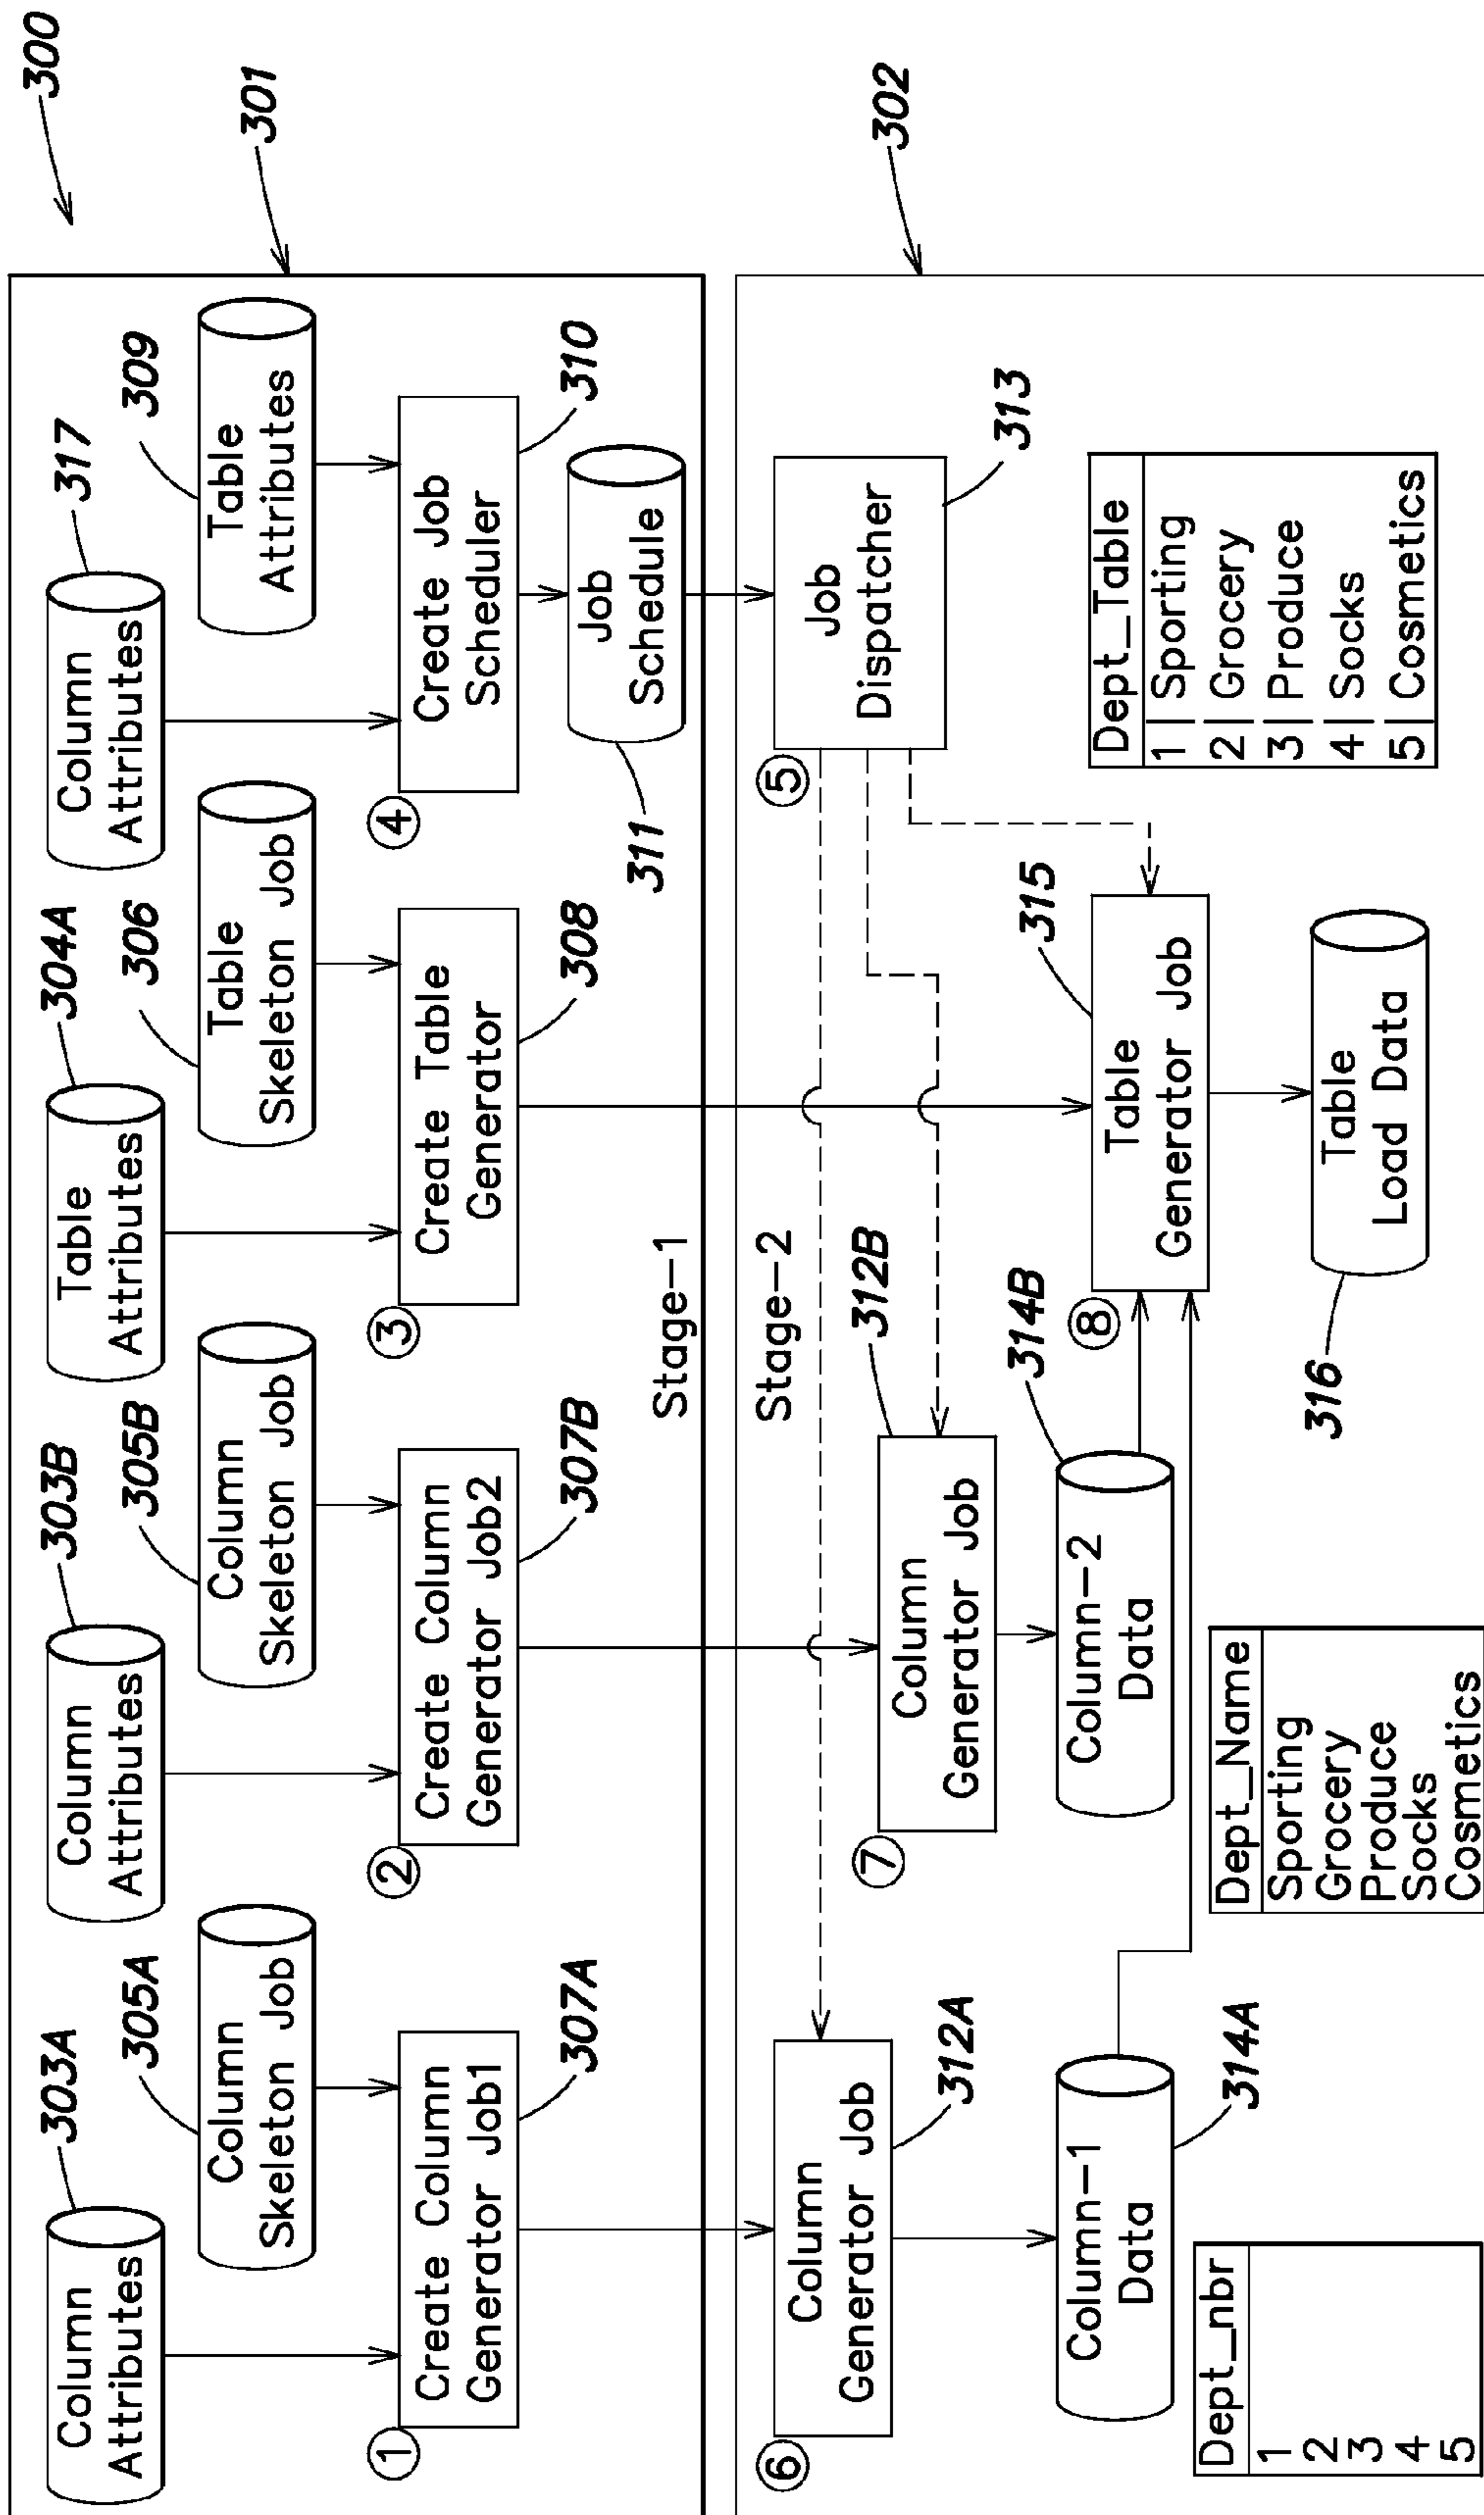 300
301
303A
303B
304A
317
Column
Attributes
Column
Attributes
Table
Attributes
Column
Attributes
305A
305B
306
309
Column
Skeleton Job
Column
Skeleton Job
Table
Skeleton Job
Table
Attributes
1
Create Column
Generator Job1
2
Create Column
Generator Job2
3
Create Table
Generator
4
Create Job
Scheduler
307A
307B
308
310
Job
Schedule
311
Stage-1
Stage-2
302
6
Column
Generator Job
5
Job
Dispatcher
312B
7
Column
Generator Job
312A
313
314B
315
Column-1
Data
Column-2
Data
8
Table
Generator Job
314A
316
Table
Load Data
Dept_nbr
1
2
3
4
5
Dept_Name
Sporting
Grocery
Produce
Socks
Cosmetics
Dept_Table
1 | Sporting
2 | Grocery
3 | Produce
4 | Socks
5 | Cosmetics